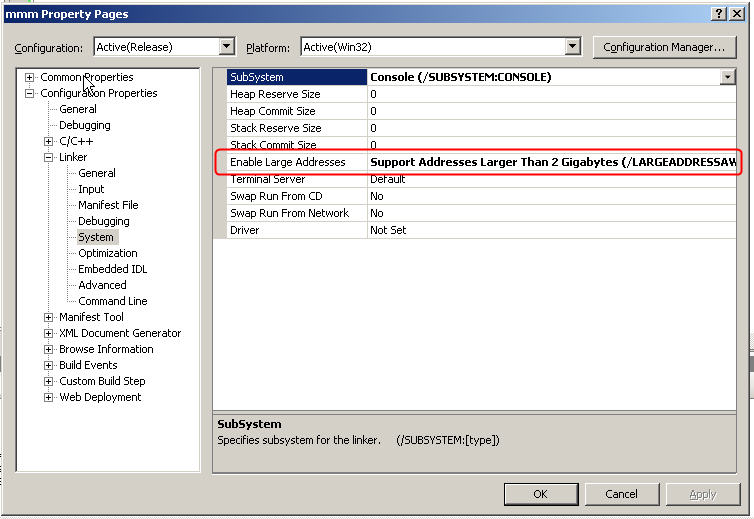 mmm Property Pages
Configuration: Active(Release) Platform: Active(Win32) Configuration Manager...
Common Properties
Configuration Properties
General
Debugging
C/C++
Linker
General
Input
Manifest File
Debugging
System
Optimization
Embedded IDL
Advanced
Command Line
Manifest Tool
XML Document Generator
Browse Information
Build Events
Custom Build Step
Web Deployment
SubSystem Console (/SUBSYSTEM:CONSOLE)
Heap Reserve Size 0
Heap Commit Size 0
Stack Reserve Size 0
Stack Commit Size 0
Enable Large Addresses Support Addresses Larger Than 2 Gigabytes (/LARGEADDRESSAW
Terminal Server Default
Swap Run From CD No
Swap Run From Network No
Driver Not Set
SubSystem
Specifies subsystem for the linker. (/SUBSYSTEM:[type])
OK Cancel Apply